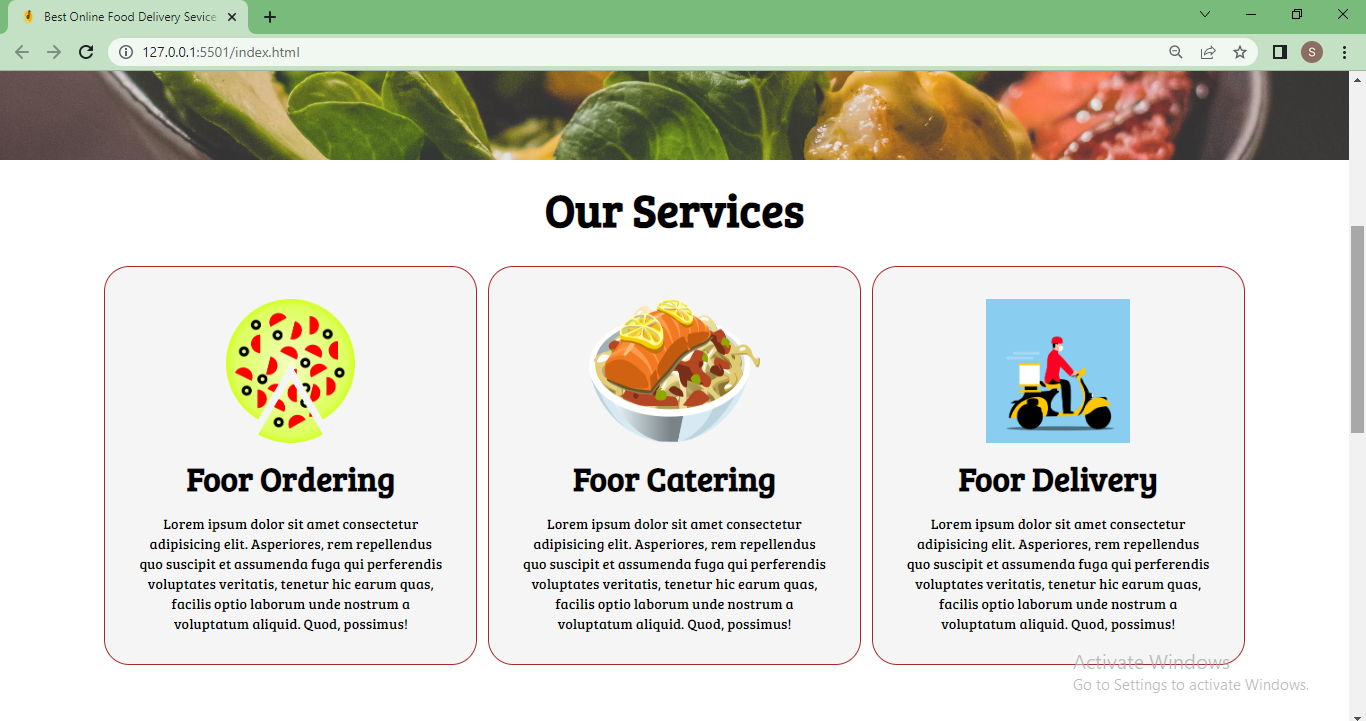 Best Online Food Delivery Sevice
127.0.0.1:5501/index.html
S
Our Services
Foor Ordering
Lorem ipsum dolor sit amet consectetur
adipisicing elit. Asperiores, rem repellendus
quo suscipit et assumenda fuga qui perferendis
voluptates veritatis, tenetur hic earum quas,
facilis optio laborum unde nostrum a
voluptatum aliquid. Quod, possimus!
Foor Catering
Lorem ipsum dolor sit amet consectetur
adipisicing elit. Asperiores, rem repellendus
quo suscipit et assumenda fuga qui perferendis
voluptates veritatis, tenetur hic earum quas,
facilis optio laborum unde nostrum a
voluptatum aliquid. Quod, possimus!
Foor Delivery
Lorem ipsum dolor sit amet consectetur
adipisicing elit. Asperiores, rem repellendus
quo suscipit et assumenda fuga qui perferendis
voluptates veritatis, tenetur hic earum quas,
facilis optio laborum unde nostrum a
voluptatum aliquid. Quod, possimus!
Activate Windows
Go to Settings to activate Windows.